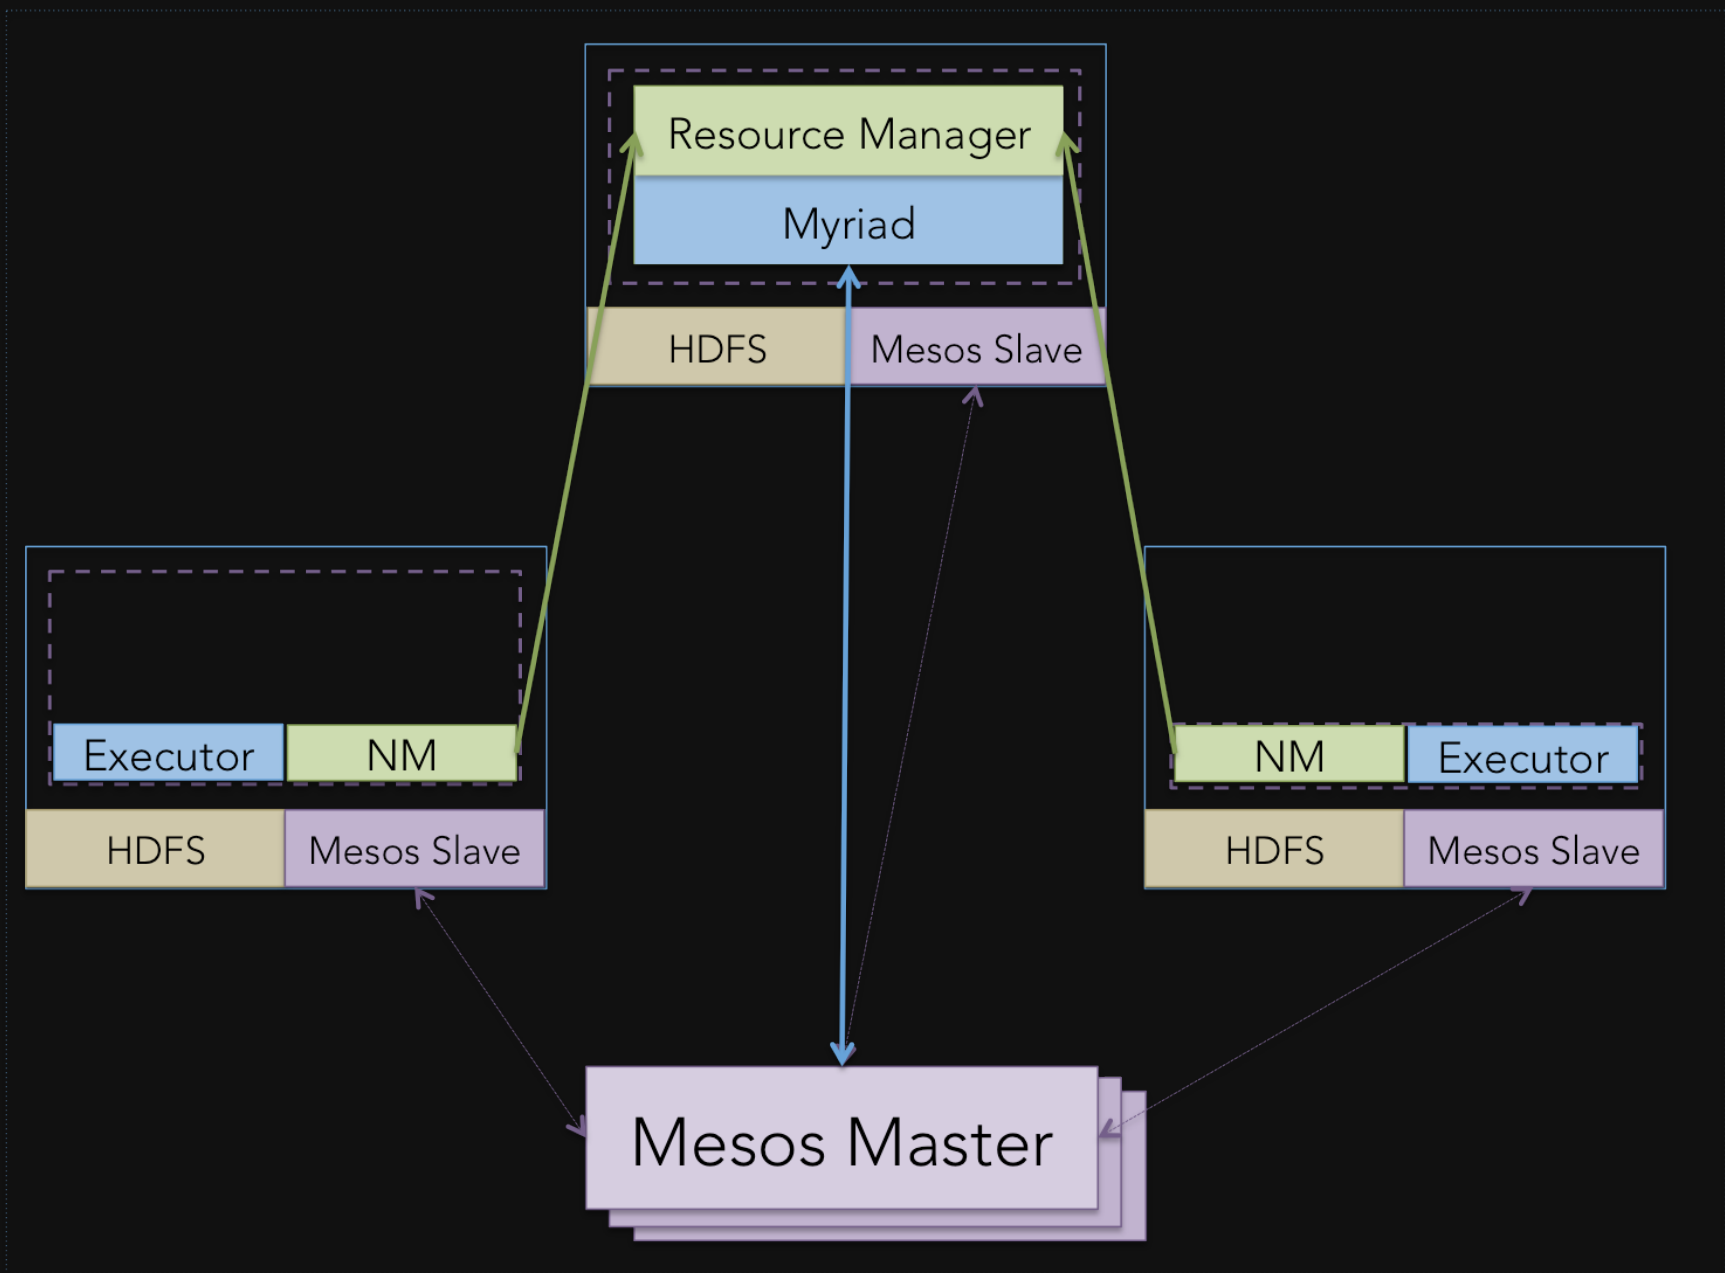 Resource Manager
Myriad
HDFS
Mesos Slave
Executor
NM
HDFS
Mesos Slave
NM
Executor
HDFS
Mesos Slave
Mesos Master